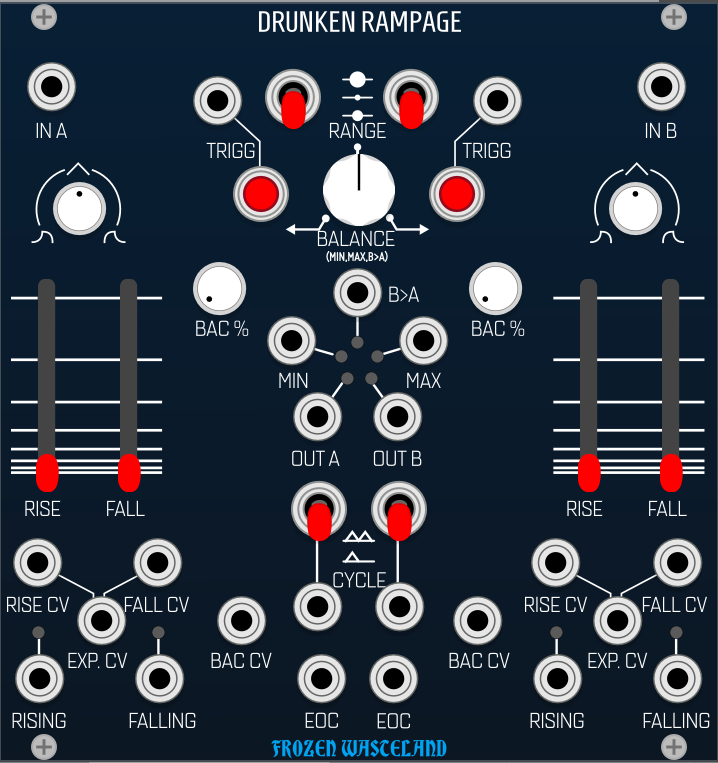 DRUNKEN RAMPAGE
IN A
RANGE
IN B
TRIGG
TRIGG
BALANCE
(MIN,MAX,B>A)
B>A
BAC %
BAC %
MIN
MAX
OUT A
OUT B
RISE
FALL
RISE
FALL
CYCLE
RISE CV
FALL CV
RISE CV
FALL CV
EXP. CV
BAC CV
BAC CV
EXP. CV
RISING
FALLING
EOC
EOC
RISING
FALLING
FROZEN WASTELAND